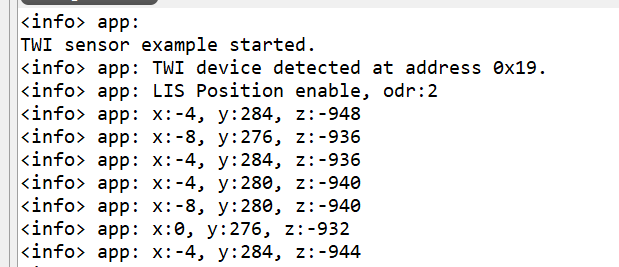 <info> app:
TWI sensor example started.
<info> app: TWI device detected at address 0x19.
<info> app: LIS Position enable, odr:2
<info> app: x:-4, y:284, z:-948
<info> app: x:-8, y:276, z:-936
<info> app: x:-4, y:284, z:-936
<info> app: x:-4, y:280, z:-940
<info> app: x:-8, y:280, z:-940
<info> app: x:0, y:276, z:-932
<info> app: x:-4, y:284, z:-944